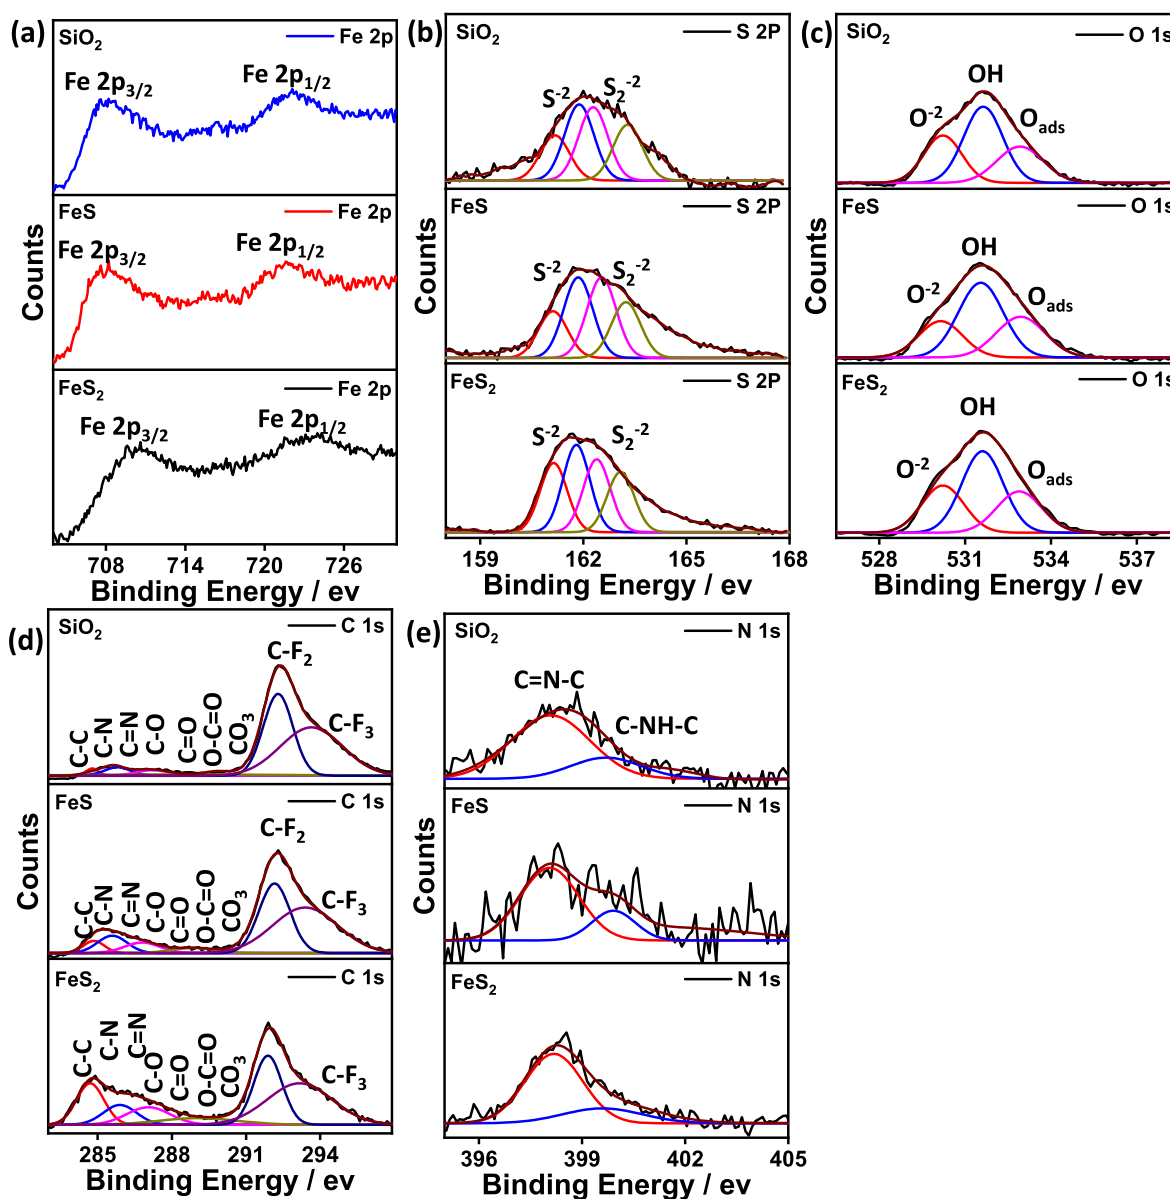 (a)
SiO2
Fe 2p
Fe 2p3/2
Fe 2p1/2
FeS
Fe 2p
Fe 2p3/2
Fe 2p1/2
FeS2
Fe 2p
Fe 2p3/2
Fe 2p1/2
Counts
708 714 720 726
Binding Energy / ev
(b)
SiO2
S 2P
S-2
S2-2
FeS
S 2P
S-2
S2-2
FeS2
S 2P
S-2
S2-2
159 162 165 168
Binding Energy / ev
(c)
SiO2
O 1s
OH
O-2
Oads
FeS
O 1s
OH
O-2
Oads
FeS2
O 1s
OH
O-2
Oads
Counts
528 531 534 537
Binding Energy / ev
(d)
SiO2
C 1s
C-F2
C-C
C-N
C=N
C-O
C=O
O-C=O
CO3
C-F3
FeS
C 1s
C-F2
C-C
C-N
C=N
C-O
C=O
O-C=O
CO3
C-F3
FeS2
C 1s
C-C
C-N
C=N
C-O
C=O
O-C=O
CO3
C-F3
Counts
285 288 291 294
Binding Energy / ev
(e)
SiO2
N 1s
C=N-C
C-NH-C
FeS
N 1s
FeS2
N 1s
Counts
396 399 402 405
Binding Energy / ev